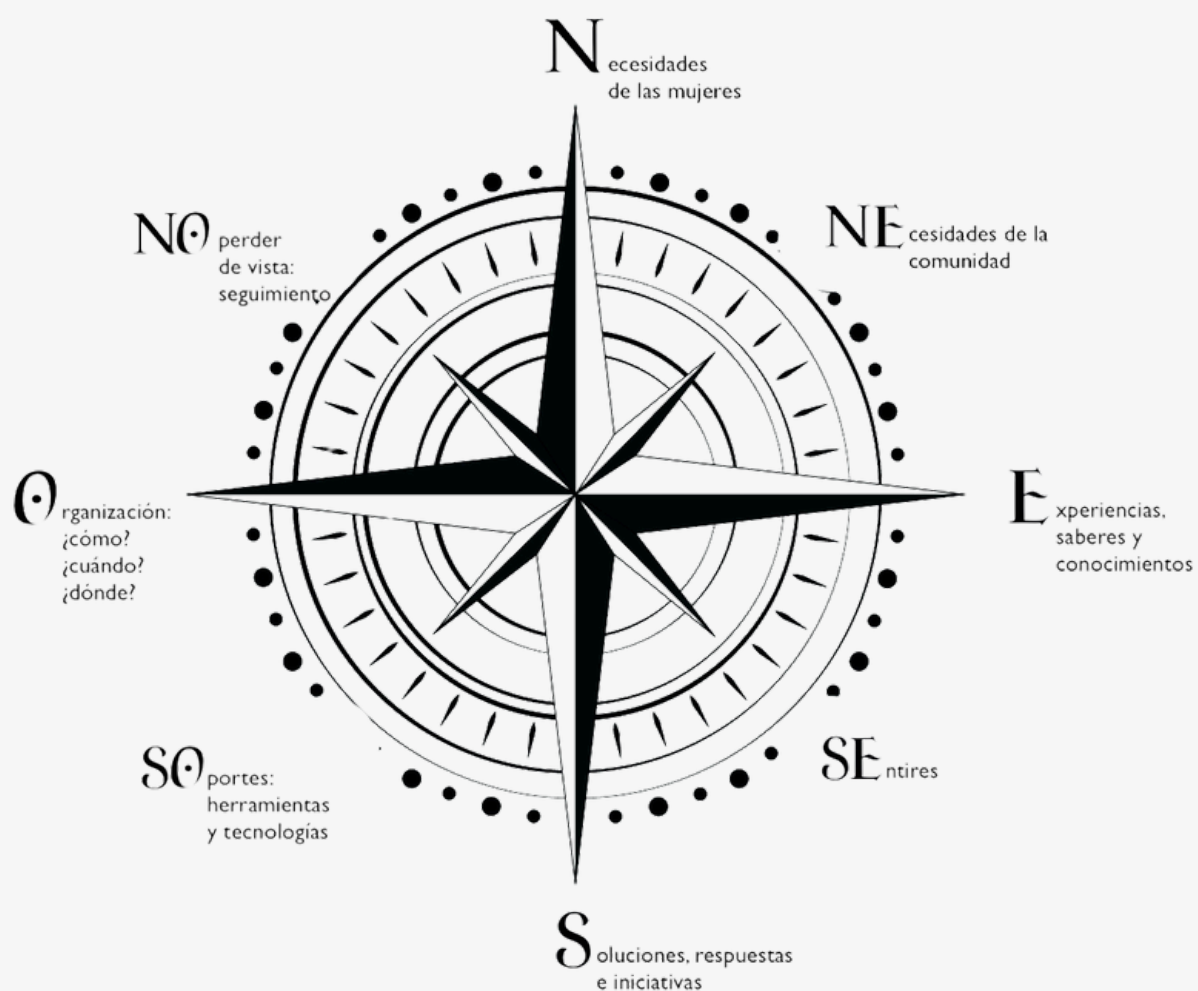 Necesidades
de las mujeres
NEcesidades de la
comunidad
Experiencias,
saberes y
conocimientos
SEntires
Soluciones, respuestas
e iniciativas
SOportes:
herramientas
y tecnologías
Organización:
¿cómo?
¿cuándo?
¿dónde?
NO perder
de vista:
seguimiento